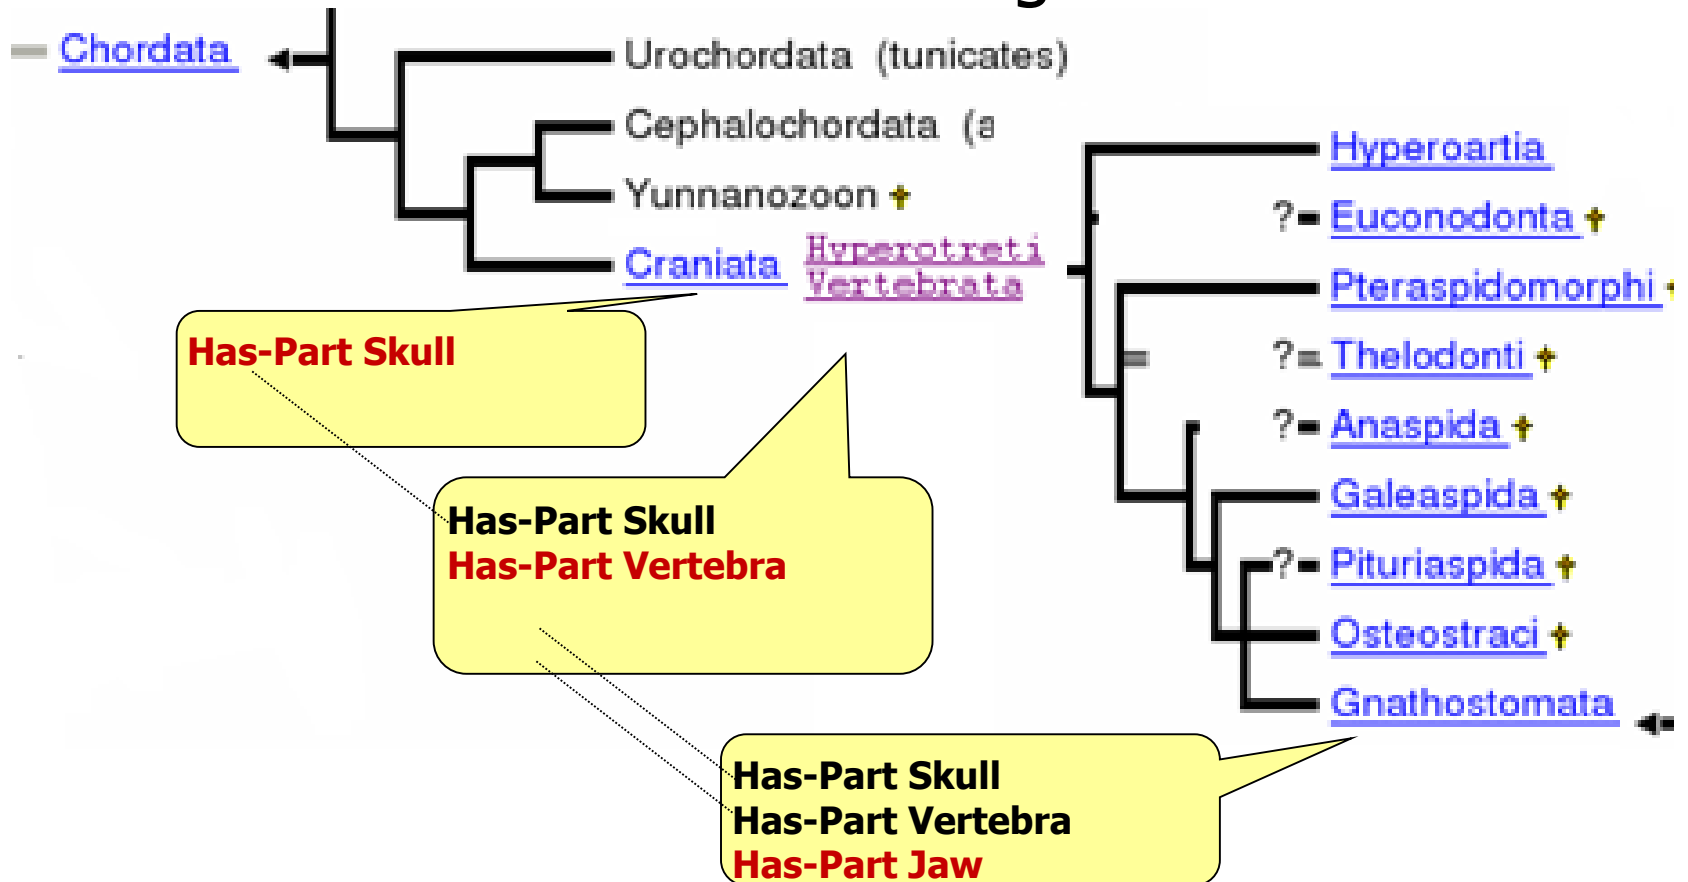 Chordata
Urochordata (tunicates)
Cephalochordata (a
Yunnanozoon †
Craniata
Hyperotreti
Vertebrata
Hyperoartia
? Euconodonta †
Pteraspidomorphi
? Thelodonti †
? Anaspida †
Galeaspida †
? Pituriaspida †
Osteostraci †
Gnathostomata
Has-Part Skull
Has-Part Skull
Has-Part Vertebra
Has-Part Skull
Has-Part Vertebra
Has-Part Jaw